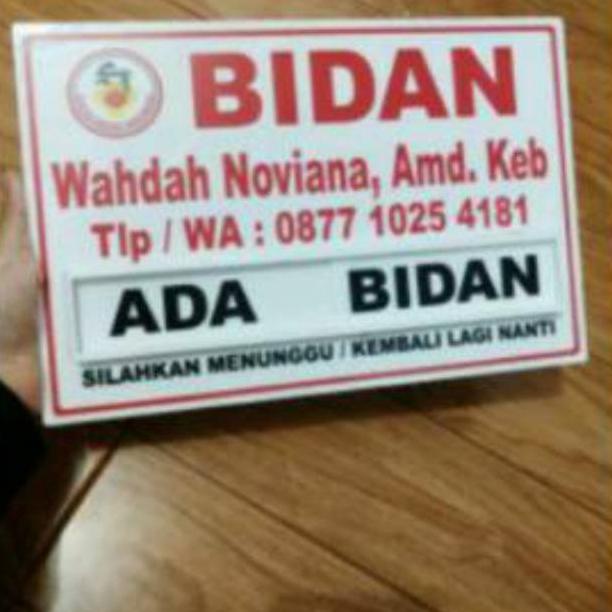 BIDAN
Wahdah Noviana, Amd. Keb
Tlp / WA : 0877 1025 4181
ADA BIDAN
SILAHKAN MENUNGGU / KEMBALI LAGI NANTI